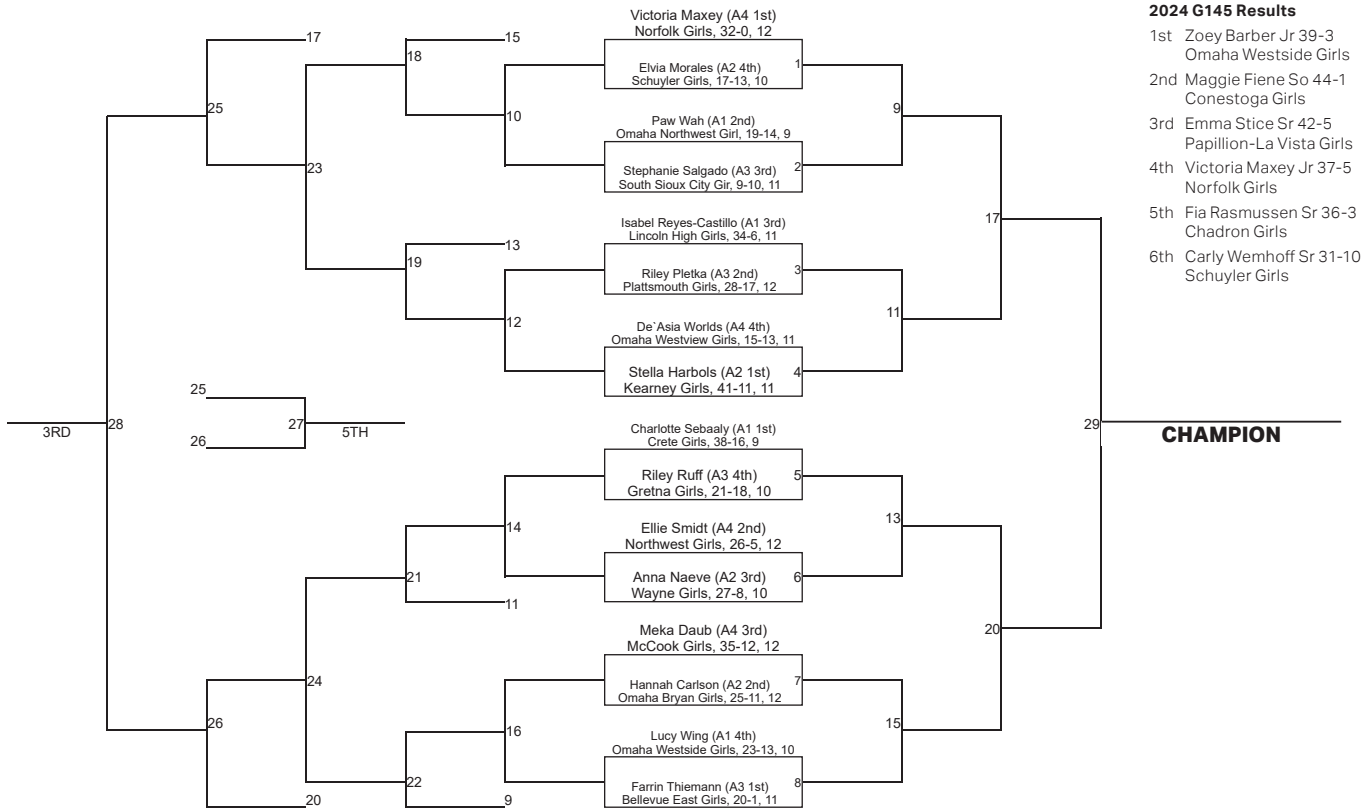 2024 G145 Results
1st Zoey Barber Jr 39-3
Omaha Westside Girls
2nd Maggie Fiene So 44-1
Conestoga Girls
3rd Emma Stice Sr 42-5
Papillion-La Vista Girls
4th Victoria Maxey Jr 37-5
Norfolk Girls
5th Fia Rasmussen Sr 36-3
Chadron Girls
6th Carly Wemhoff Sr 31-10
Schuyler Girls
Victoria Maxey (A4 1st)
Norfolk Girls, 32-0, 12
1
Elvia Morales (A2 4th)
Schuyler Girls, 17-13, 10
Paw Wah (A1 2nd)
Omaha Northwest Girl, 19-14, 9
2
Stephanie Salgado (A3 3rd)
South Sioux City Gir, 9-10, 11
Isabel Reyes-Castillo (A1 3rd)
Lincoln High Girls, 34-6, 11
3
Riley Pletka (A3 2nd)
Plattsmouth Girls, 28-17, 12
De`Asia Worlds (A4 4th)
Omaha Westview Girls, 15-13, 11
4
Stella Harbols (A2 1st)
Kearney Girls, 41-11, 11
Charlotte Sebaaly (A1 1st)
Crete Girls, 38-16, 9
5
Riley Ruff (A3 4th)
Gretna Girls, 21-18, 10
Ellie Smidt (A4 2nd)
Northwest Girls, 26-5, 12
6
Anna Naeve (A2 3rd)
Wayne Girls, 27-8, 10
Meka Daub (A4 3rd)
McCook Girls, 35-12, 12
7
Hannah Carlson (A2 2nd)
Omaha Bryan Girls, 25-11, 12
Lucy Wing (A1 4th)
Omaha Westside Girls, 23-13, 10
8
Farrin Thiemann (A3 1st)
Bellevue East Girls, 20-1, 11
9
11
13
15
17
20
29
CHAMPION
17
15
18
25
10
23
13
19
12
25
28
27
3RD
5TH
26
14
21
11
24
26
16
22
20
9